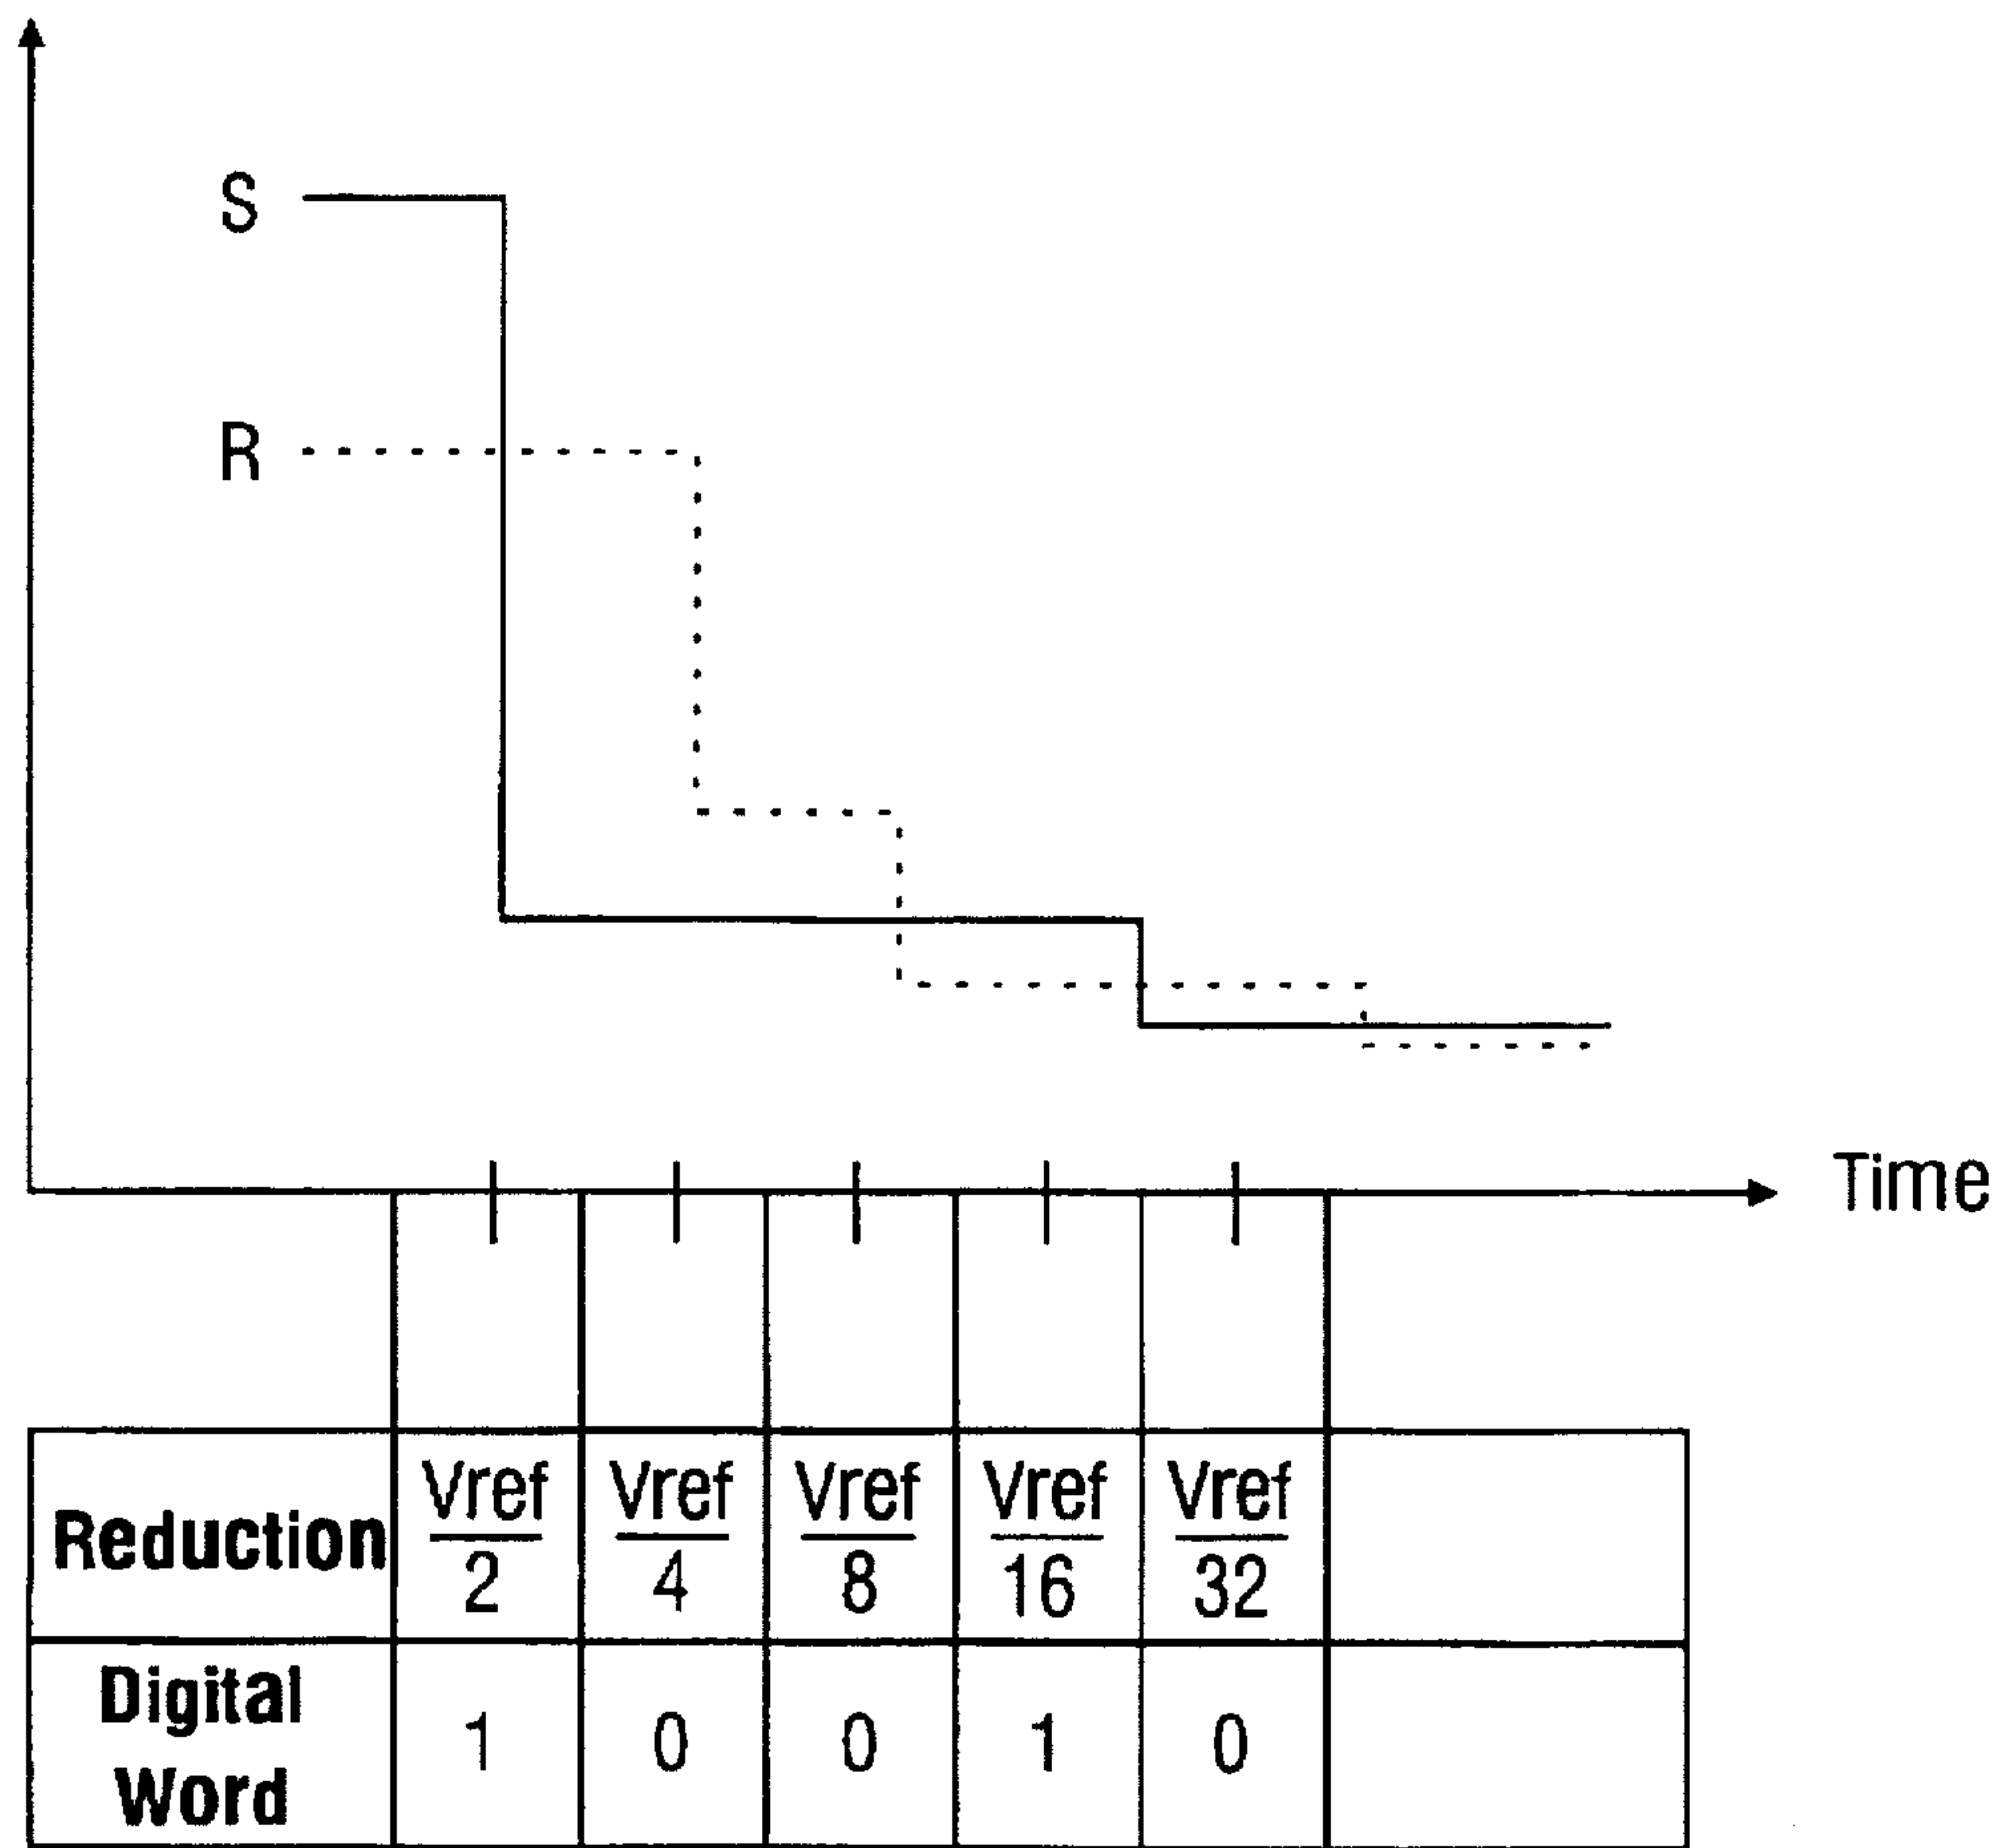 S
R
Time
Reduction Vref/2 Vref/4 Vref/8 Vref/16 Vref/32
Digital Word 1 0 0 1 0